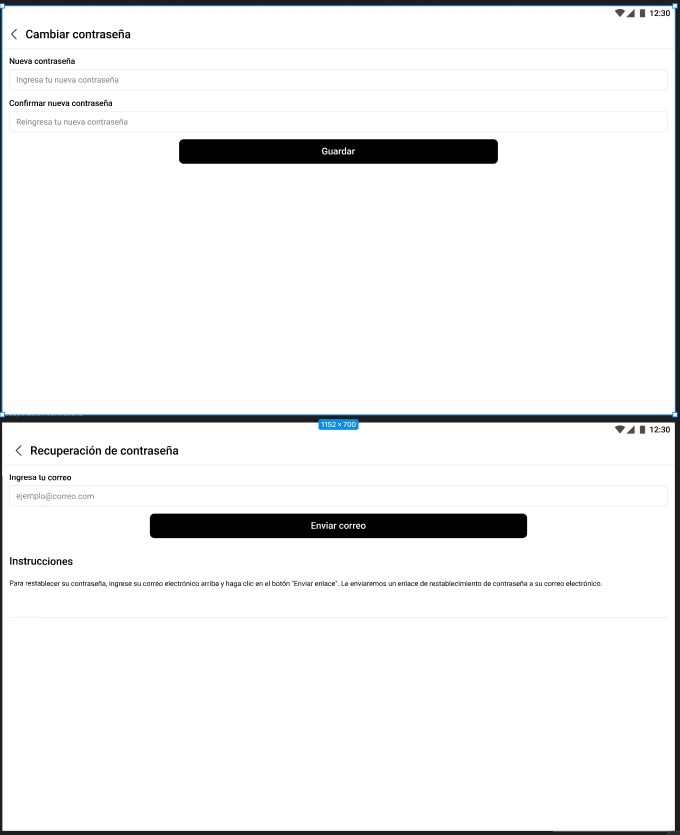 12:30
Cambiar contraseña
Nueva contraseña
Ingresa tu nueva contraseña
Confirmar nueva contraseña
Reingresa tu nueva contraseña
Guardar
1152 × 700
12:30
Recuperación de contraseña
Ingresa tu correo
ejemplo@correo.com
Enviar correo
Instrucciones
Para restablecer su contraseña, ingrese su correo electrónico arriba y haga clic en el botón "Enviar enlace". Le enviaremos un enlace de restablecimiento de contraseña a su correo electrónico.